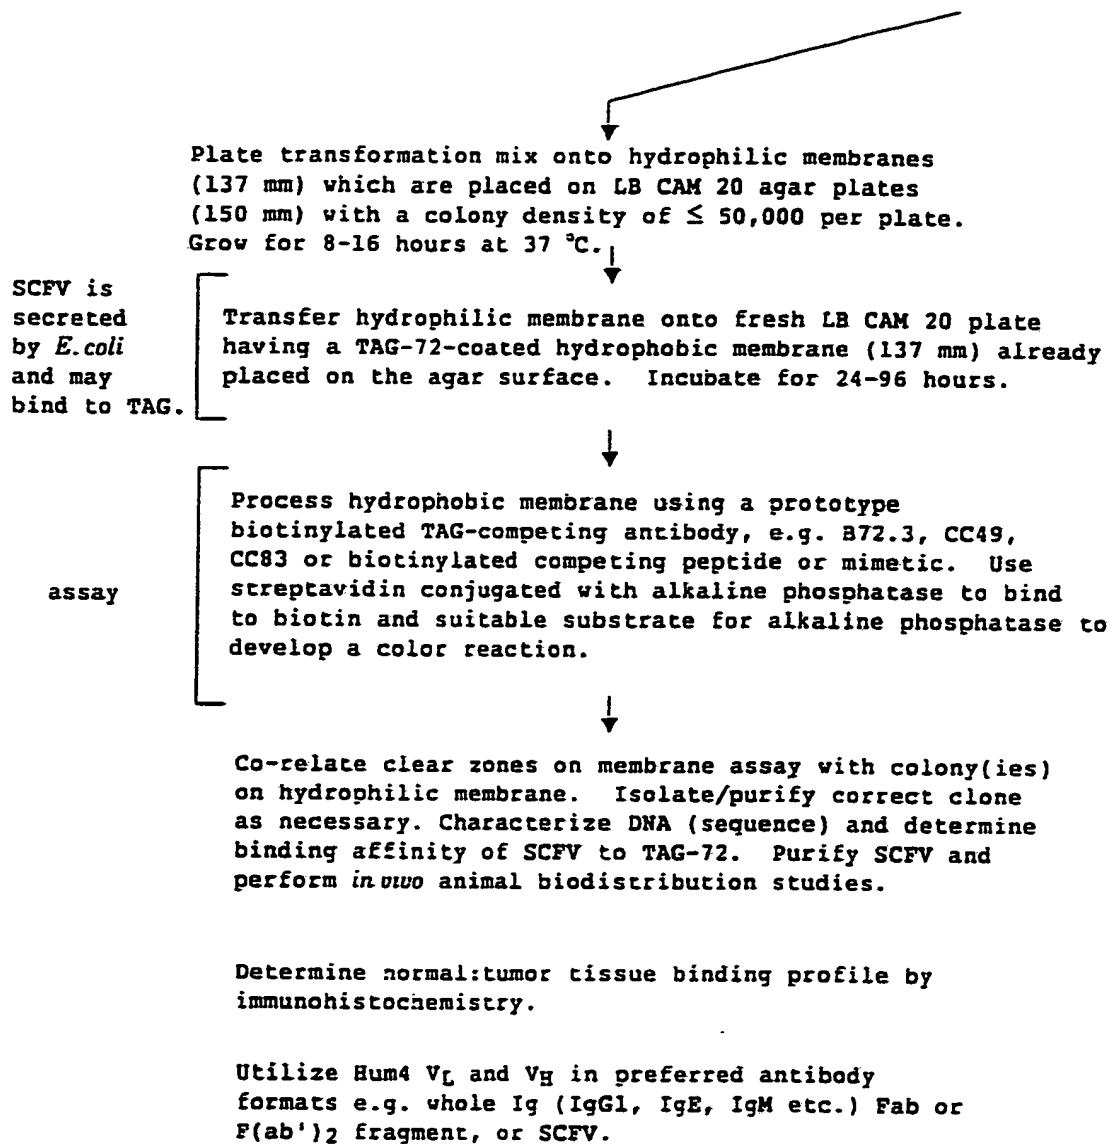 Plate transformation mix onto hydrophilic membranes
(137 mm) which are placed on LB CAM 20 agar plates
(150 mm) with a colony density of ≤ 50,000 per plate.
Grow for 8-16 hours at 37 °C.
SCFV is
secreted
by E. coli
and may
bind to TAG.
Transfer hydrophilic membrane onto fresh LB CAM 20 plate
having a TAG-72-coated hydrophobic membrane (137 mm) already
placed on the agar surface. Incubate for 24-96 hours.
assay
Process hydrophobic membrane using a prototype
biotinylated TAG-competing antibody, e.g. B72.3, CC49,
CC83 or biotinylated competing peptide or mimetic. Use
streptavidin conjugated with alkaline phosphatase to bind
to biotin and suitable substrate for alkaline phosphatase to
develop a color reaction.
Co-relate clear zones on membrane assay with colony(ies)
on hydrophilic membrane. Isolate/purify correct clone
as necessary. Characterize DNA (sequence) and determine
binding affinity of SCFV to TAG-72. Purify SCFV and
perform in vivo animal biodistribution studies.
Determine normal:tumor tissue binding profile by
immunohistochemistry.
Utilize Hum4 VL and VH in preferred antibody
formats e.g. whole Ig (IgG1, IgE, IgM etc.) Fab or
F(ab')2 fragment, or SCFV.